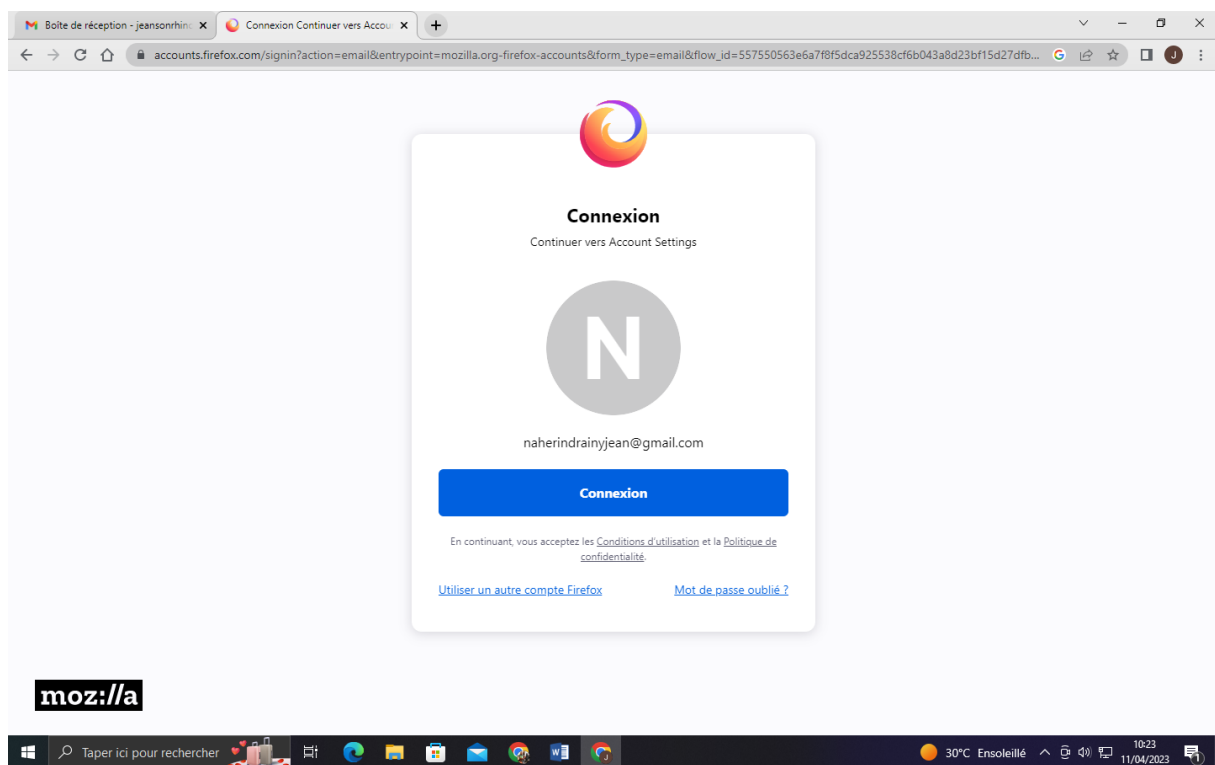 Boîte de réception - jeansonrhino
Connexion Continuer vers Accou
accounts.firefox.com/signin?action=email&entrypoint=mozilla.org-firefox-accounts&form_type=email&flow_id=557550563e6a7f8f5dca925538cf6b043a8d23bf15d27dfb...
J
Connexion
Continuer vers Account Settings
N
naherindrainyjean@gmail.com
Connexion
En continuant, vous acceptez les Conditions d'utilisation et la Politique de
confidentialité.
Utiliser un autre compte Firefox
Mot de passe oublié ?
moz://a
Taper ici pour rechercher
30°C Ensoleillé
10:23
11/04/2023